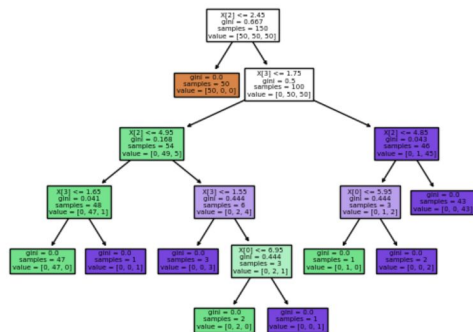 X[2] <= 2.45
gini = 0.667
samples = 150
value = [50, 50, 50]
gini = 0.0
samples = 50
value = [50, 0, 0]
X[3] <= 1.75
gini = 0.5
samples = 100
value = [0, 50, 50]
X[2] <= 4.95
gini = 0.168
samples = 54
value = [0, 49, 5]
X[2] <= 4.85
gini = 0.043
samples = 46
value = [0, 1, 45]
X[3] <= 1.65
gini = 0.041
samples = 48
value = [0, 47, 1]
X[3] <= 1.55
gini = 0.444
samples = 6
value = [0, 2, 4]
X[0] <= 5.95
gini = 0.444
samples = 3
value = [0, 1, 2]
gini = 0.0
samples = 43
value = [0, 0, 43]
gini = 0.0
samples = 47
value = [0, 47, 0]
gini = 0.0
samples = 1
value = [0, 0, 1]
gini = 0.0
samples = 3
value = [0, 0, 3]
X[0] <= 6.95
gini = 0.444
samples = 3
value = [0, 2, 1]
gini = 0.0
samples = 1
value = [0, 1, 0]
gini = 0.0
samples = 2
value = [0, 0, 2]
gini = 0.0
samples = 2
value = [0, 2, 0]
gini = 0.0
samples = 1
value = [0, 0, 1]